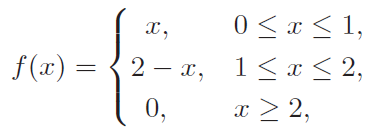 x, 0 ≤ x ≤ 1,
f(x) = { 2 − x, 1 ≤ x ≤ 2,
0, x ≥ 2,